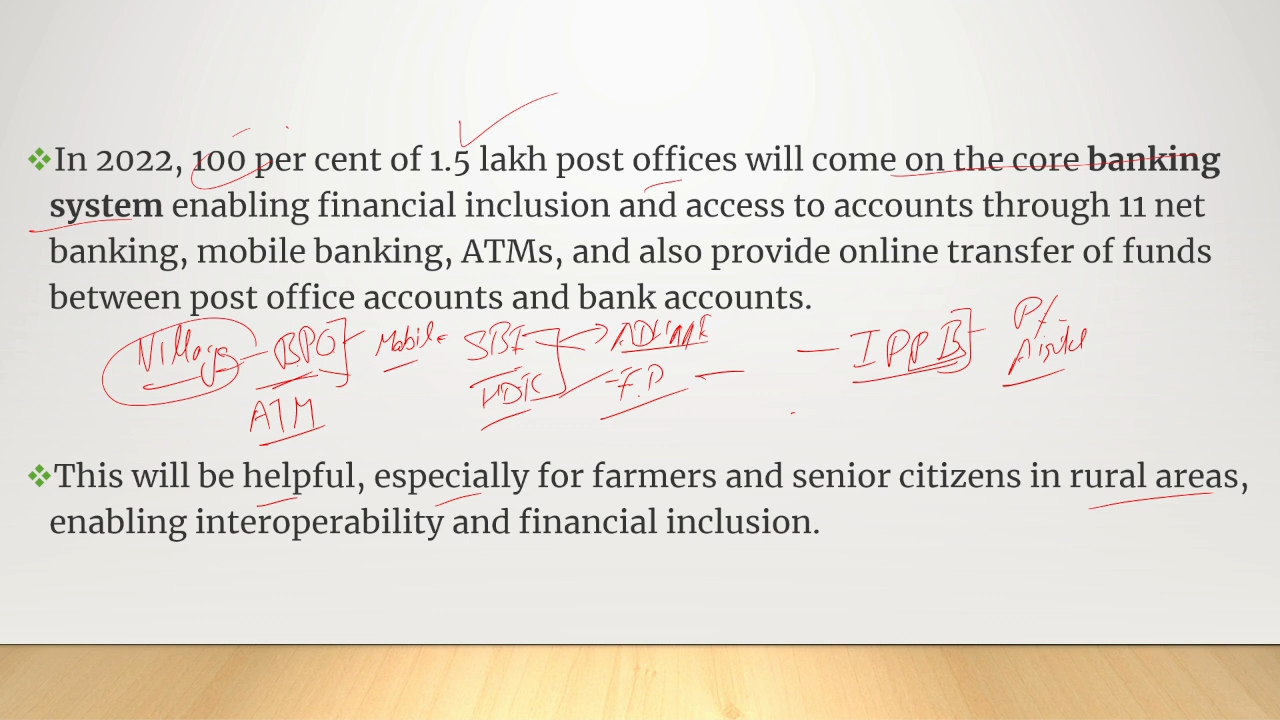 ❖In 2022, 100 per cent of 1.5 lakh post offices will come on the core banking
system enabling financial inclusion and access to accounts through 11 net
banking, mobile banking, ATMs, and also provide online transfer of funds
between post office accounts and bank accounts.
Village BPO Mobile SBI IPPB P/
HDFC F.P Airtel
ATM
❖This will be helpful, especially for farmers and senior citizens in rural areas,
enabling interoperability and financial inclusion.